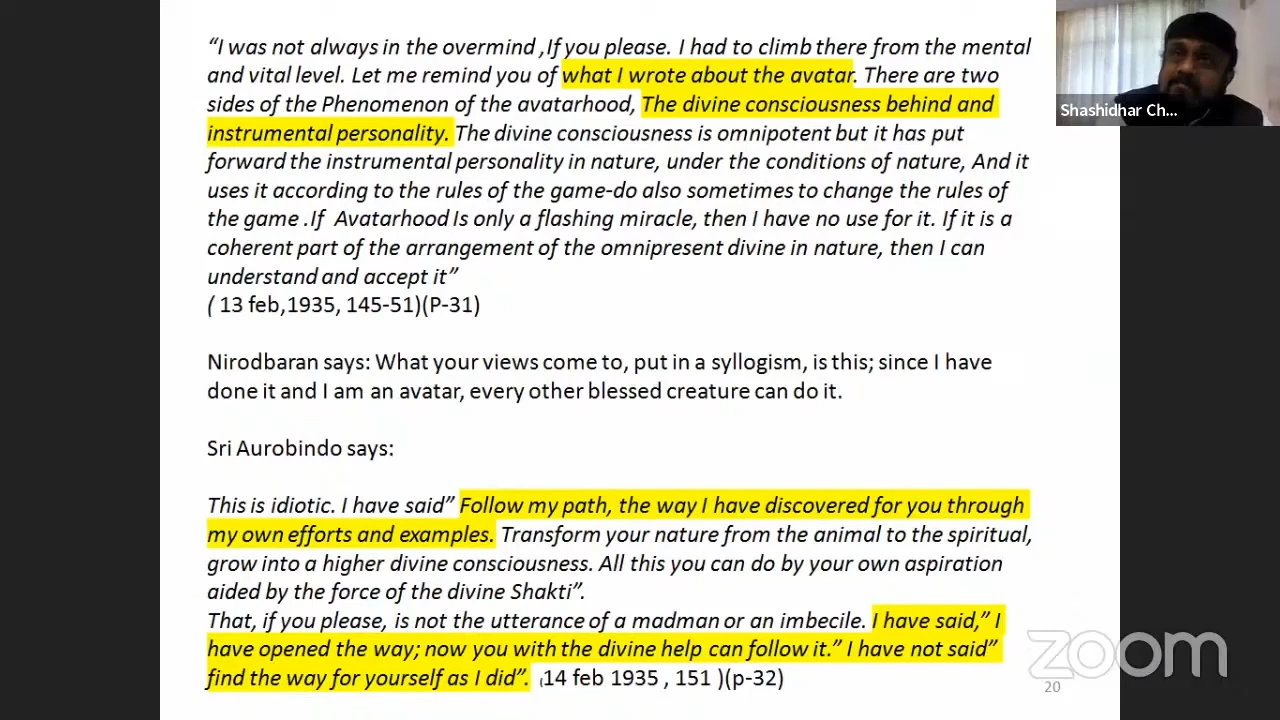 “I was not always in the overmind ,If you please. I had to climb there from the mental
and vital level. Let me remind you of what I wrote about the avatar. There are two
sides of the Phenomenon of the avatarhood, The divine consciousness behind and
instrumental personality. The divine consciousness is omnipotent but it has put
forward the instrumental personality in nature, under the conditions of nature, And it
uses it according to the rules of the game-do also sometimes to change the rules of
the game .If Avatarhood Is only a flashing miracle, then I have no use for it. If it is a
coherent part of the arrangement of the omnipresent divine in nature, then I can
understand and accept it”
( 13 feb,1935, 145-51)(P-31)
Nirodbaran says: What your views come to, put in a syllogism, is this; since I have
done it and I am an avatar, every other blessed creature can do it.
Sri Aurobindo says:
This is idiotic. I have said” Follow my path, the way I have discovered for you through
my own efforts and examples. Transform your nature from the animal to the spiritual,
grow into a higher divine consciousness. All this you can do by your own aspiration
aided by the force of the divine Shakti”.
That, if you please, is not the utterance of a madman or an imbecile. I have said,” I
have opened the way; now you with the divine help can follow it.” I have not said”
find the way for yourself as I did”. (14 feb 1935 , 151 )(p-32)
20
zoom
Shashidhar Ch...